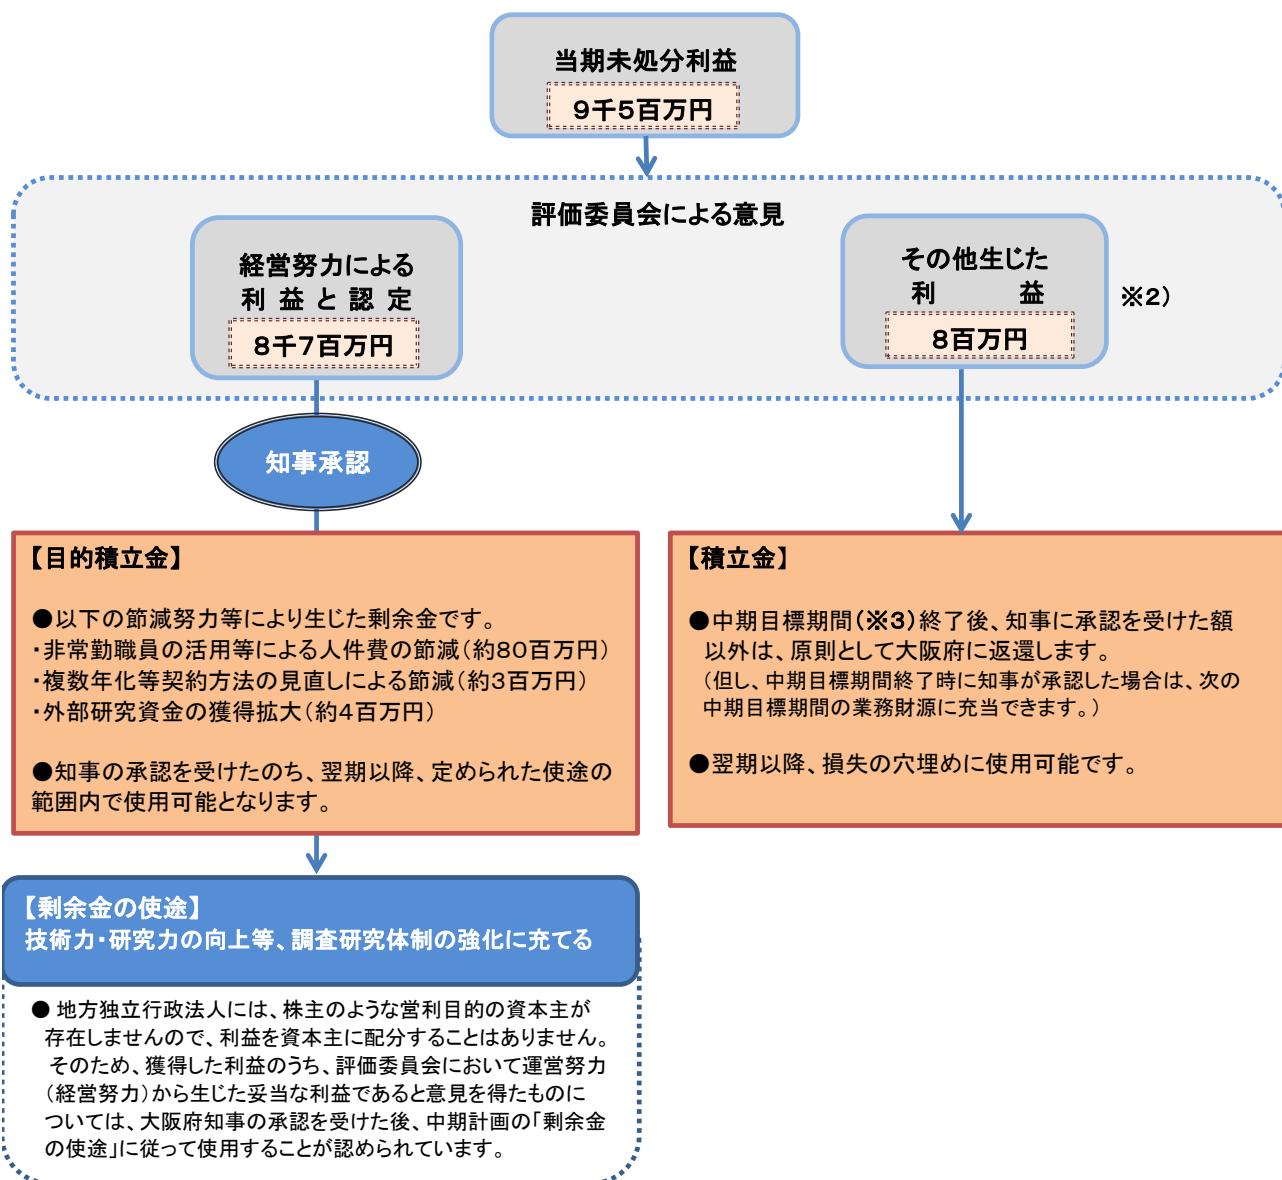 当期未処分利益
9千5百万円
評価委員会による意見
経営努力による
利 益 と 認 定
8千7百万円
その他生じた
利　　　益
8百万円
※2）
知事承認
【目的積立金】
●以下の節減努力等により生じた剰余金です。
・非常勤職員の活用等による人件費の節減（約80百万円）
・複数年化等契約方法の見直しによる節減（約3百万円）
・外部研究資金の獲得拡大（約4百万円）
●知事の承認を受けたのち、翌期以降、定められた使途の
範囲内で使用可能となります。
【積立金】
●中期目標期間（※3）終了後、知事に承認を受けた額
以外は、原則として大阪府に返還します。
（但し、中期目標期間終了時に知事が承認した場合は、次の
中期目標期間の業務財源に充当できます。）
●翌期以降、損失の穴埋めに使用可能です。
【剰余金の使途】
技術力・研究力の向上等、調査研究体制の強化に充てる
● 地方独立行政法人には、株主のような営利目的の資本主が
存在しませんので、利益を資本主に配分することはありません。
そのため、獲得した利益のうち、評価委員会において運営努力
（経営努力）から生じた妥当な利益であると意見を得たものに
ついては、大阪府知事の承認を受けた後、中期計画の「剰余金
の使途」に従って使用することが認められています。